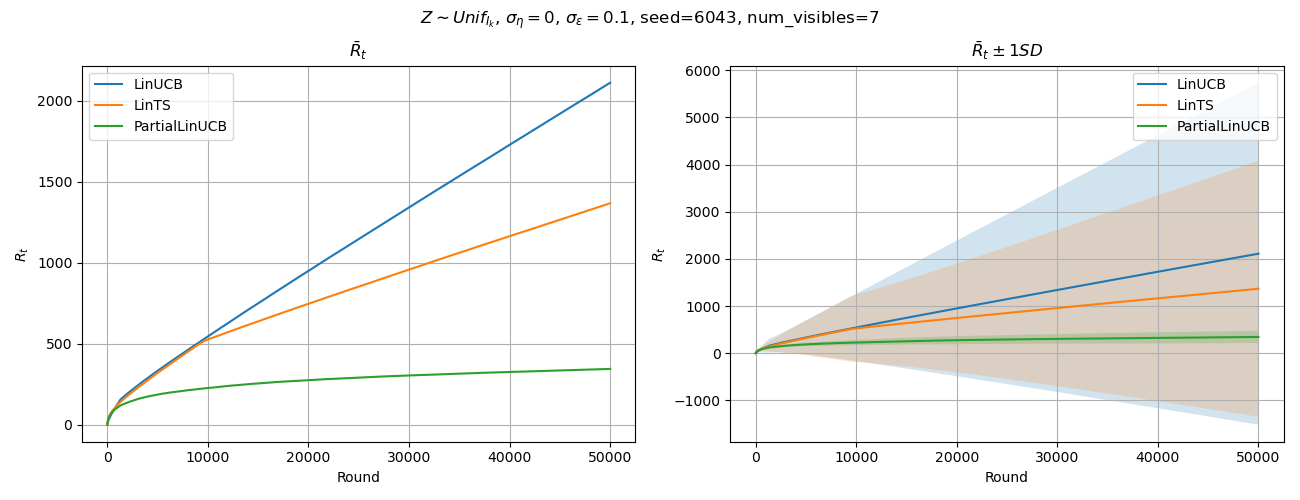 Z ∼ Unif_{I_k}, σ_η = 0, σ_ε = 0.1, seed=6043, num_visibles=7
R̄_t
R_t
2000
1500
1000
500
0
LinUCB
LinTS
PartialLinUCB
0 10000 20000 30000 40000 50000
Round
R̄_t ± 1SD
R_t
6000
5000
4000
3000
2000
1000
0
−1000
LinUCB
LinTS
PartialLinUCB
0 10000 20000 30000 40000 50000
Round